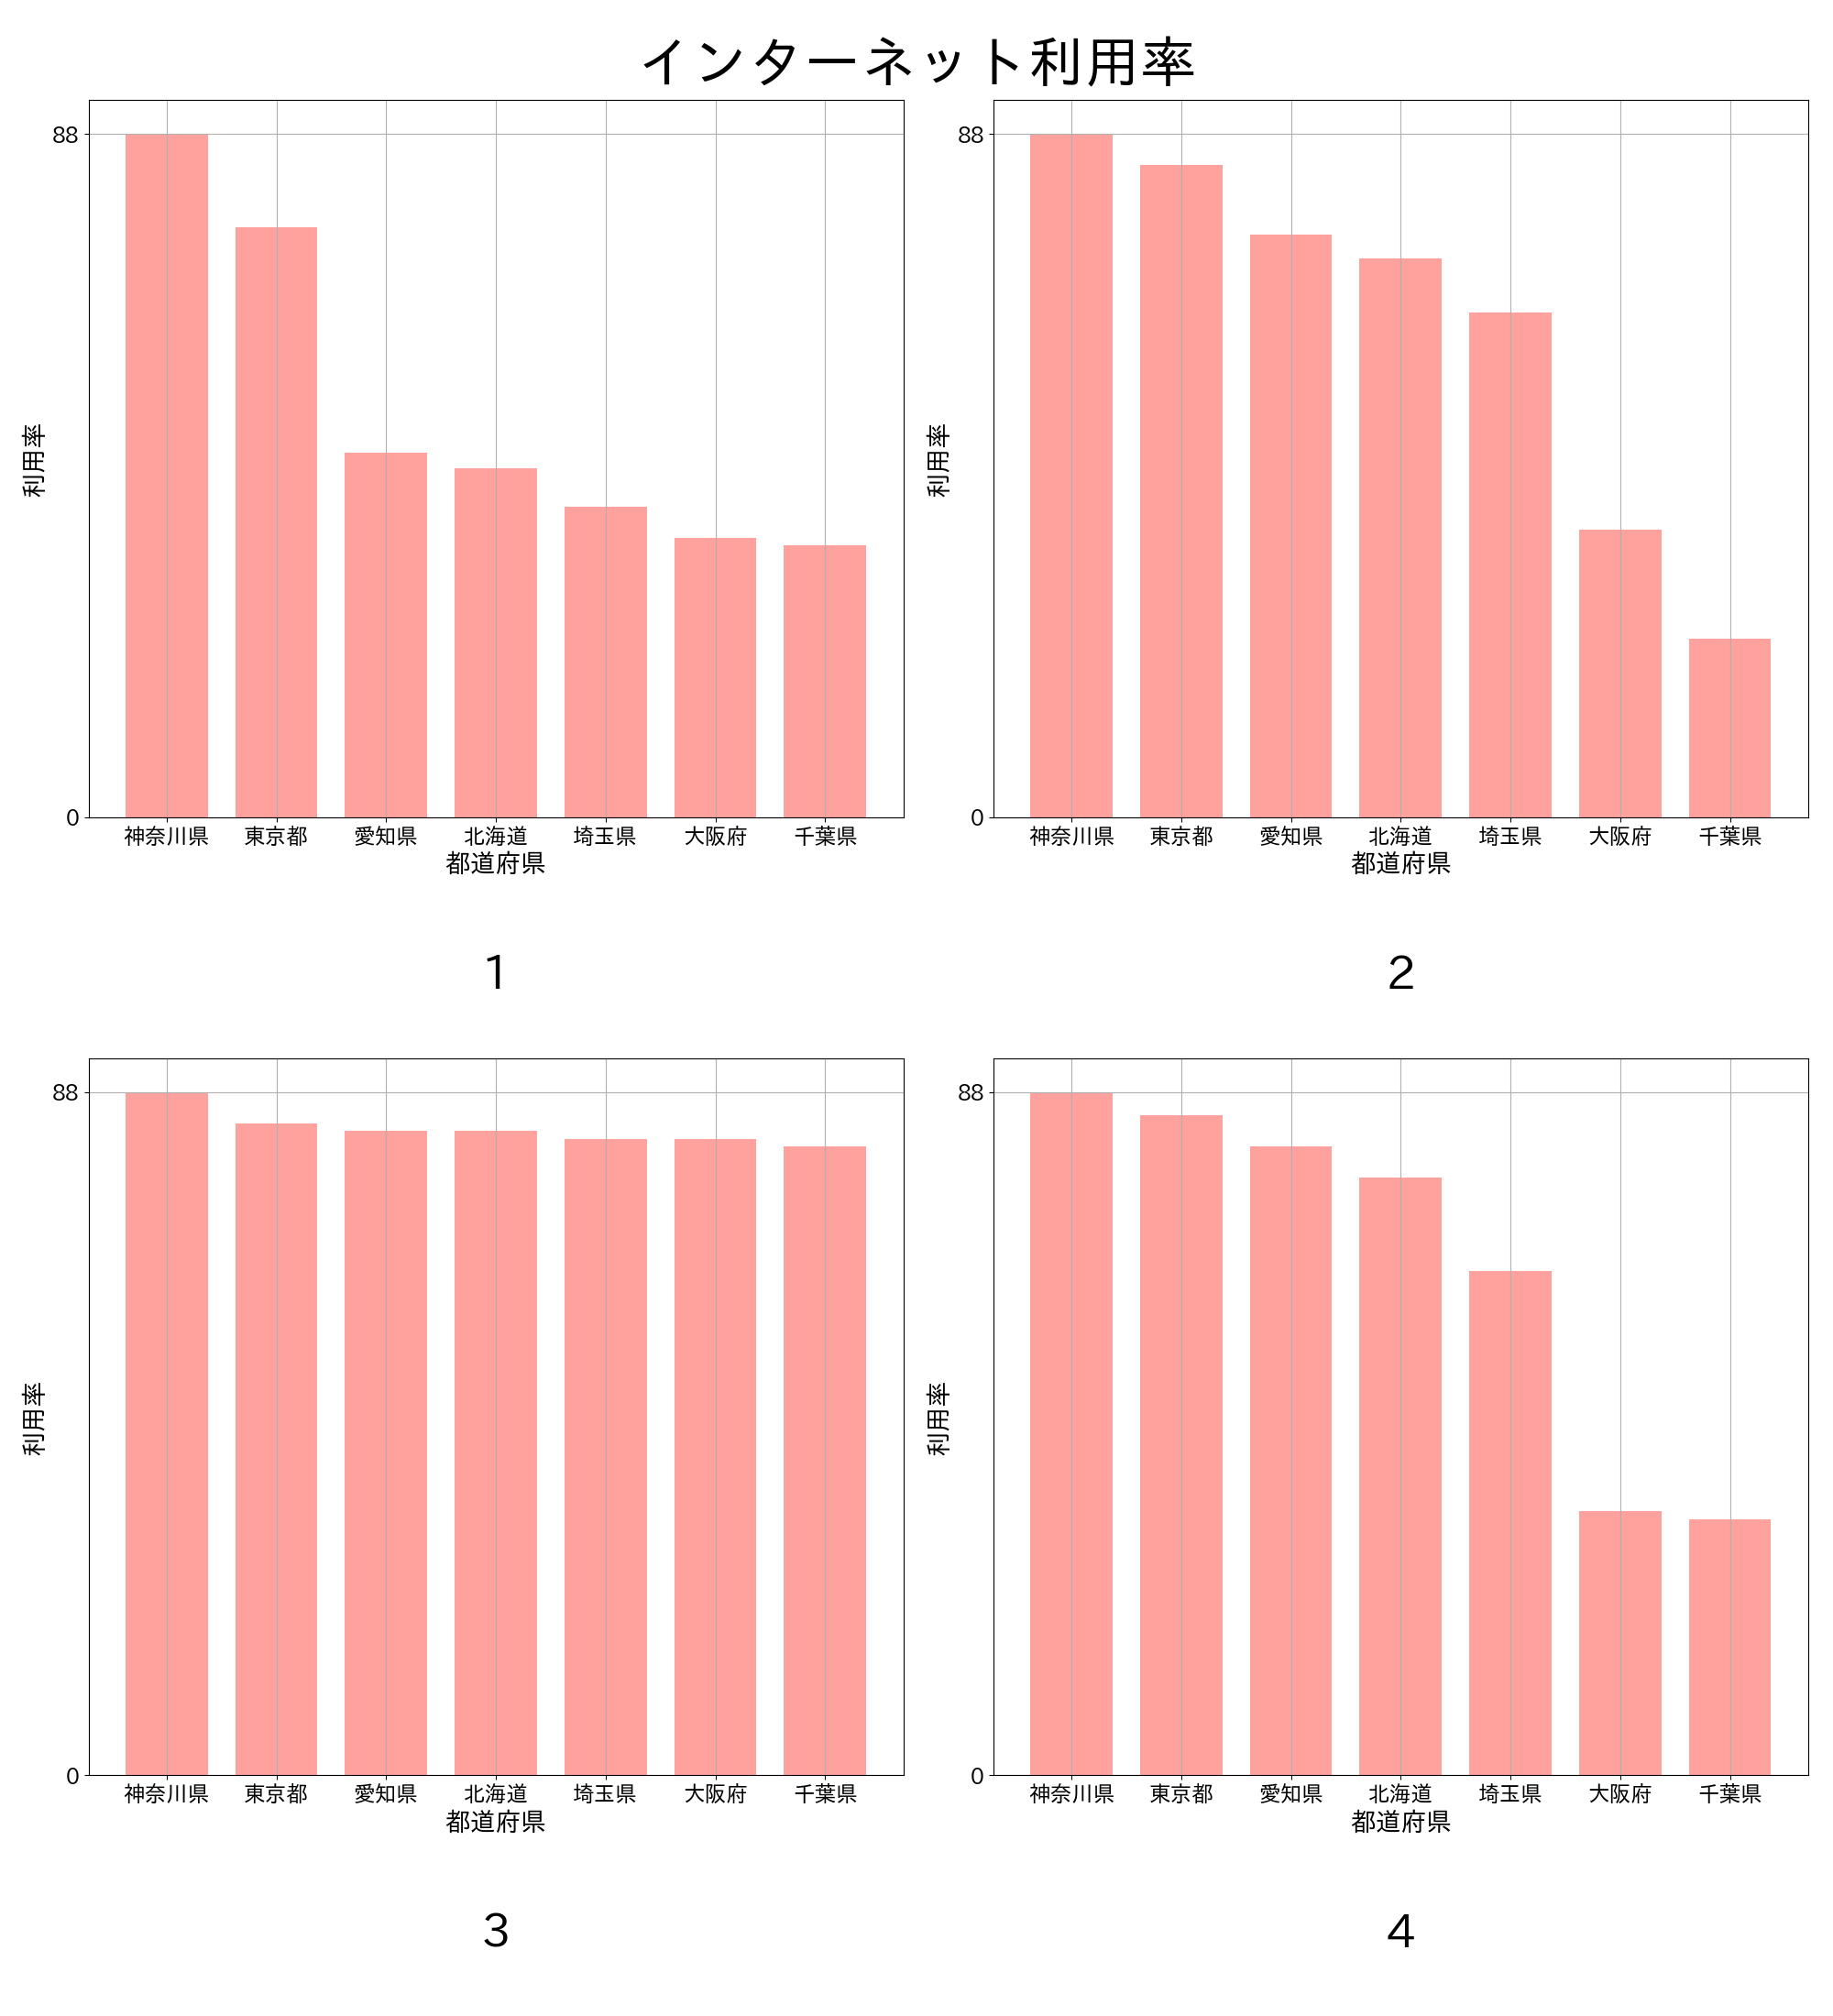 インターネット利用率
88
0
利用率
神奈川県 東京都 愛知県 北海道 埼玉県 大阪府 千葉県
都道府県
1
88
0
利用率
神奈川県 東京都 愛知県 北海道 埼玉県 大阪府 千葉県
都道府県
2
88
0
利用率
神奈川県 東京都 愛知県 北海道 埼玉県 大阪府 千葉県
都道府県
3
88
0
利用率
神奈川県 東京都 愛知県 北海道 埼玉県 大阪府 千葉県
都道府県
4